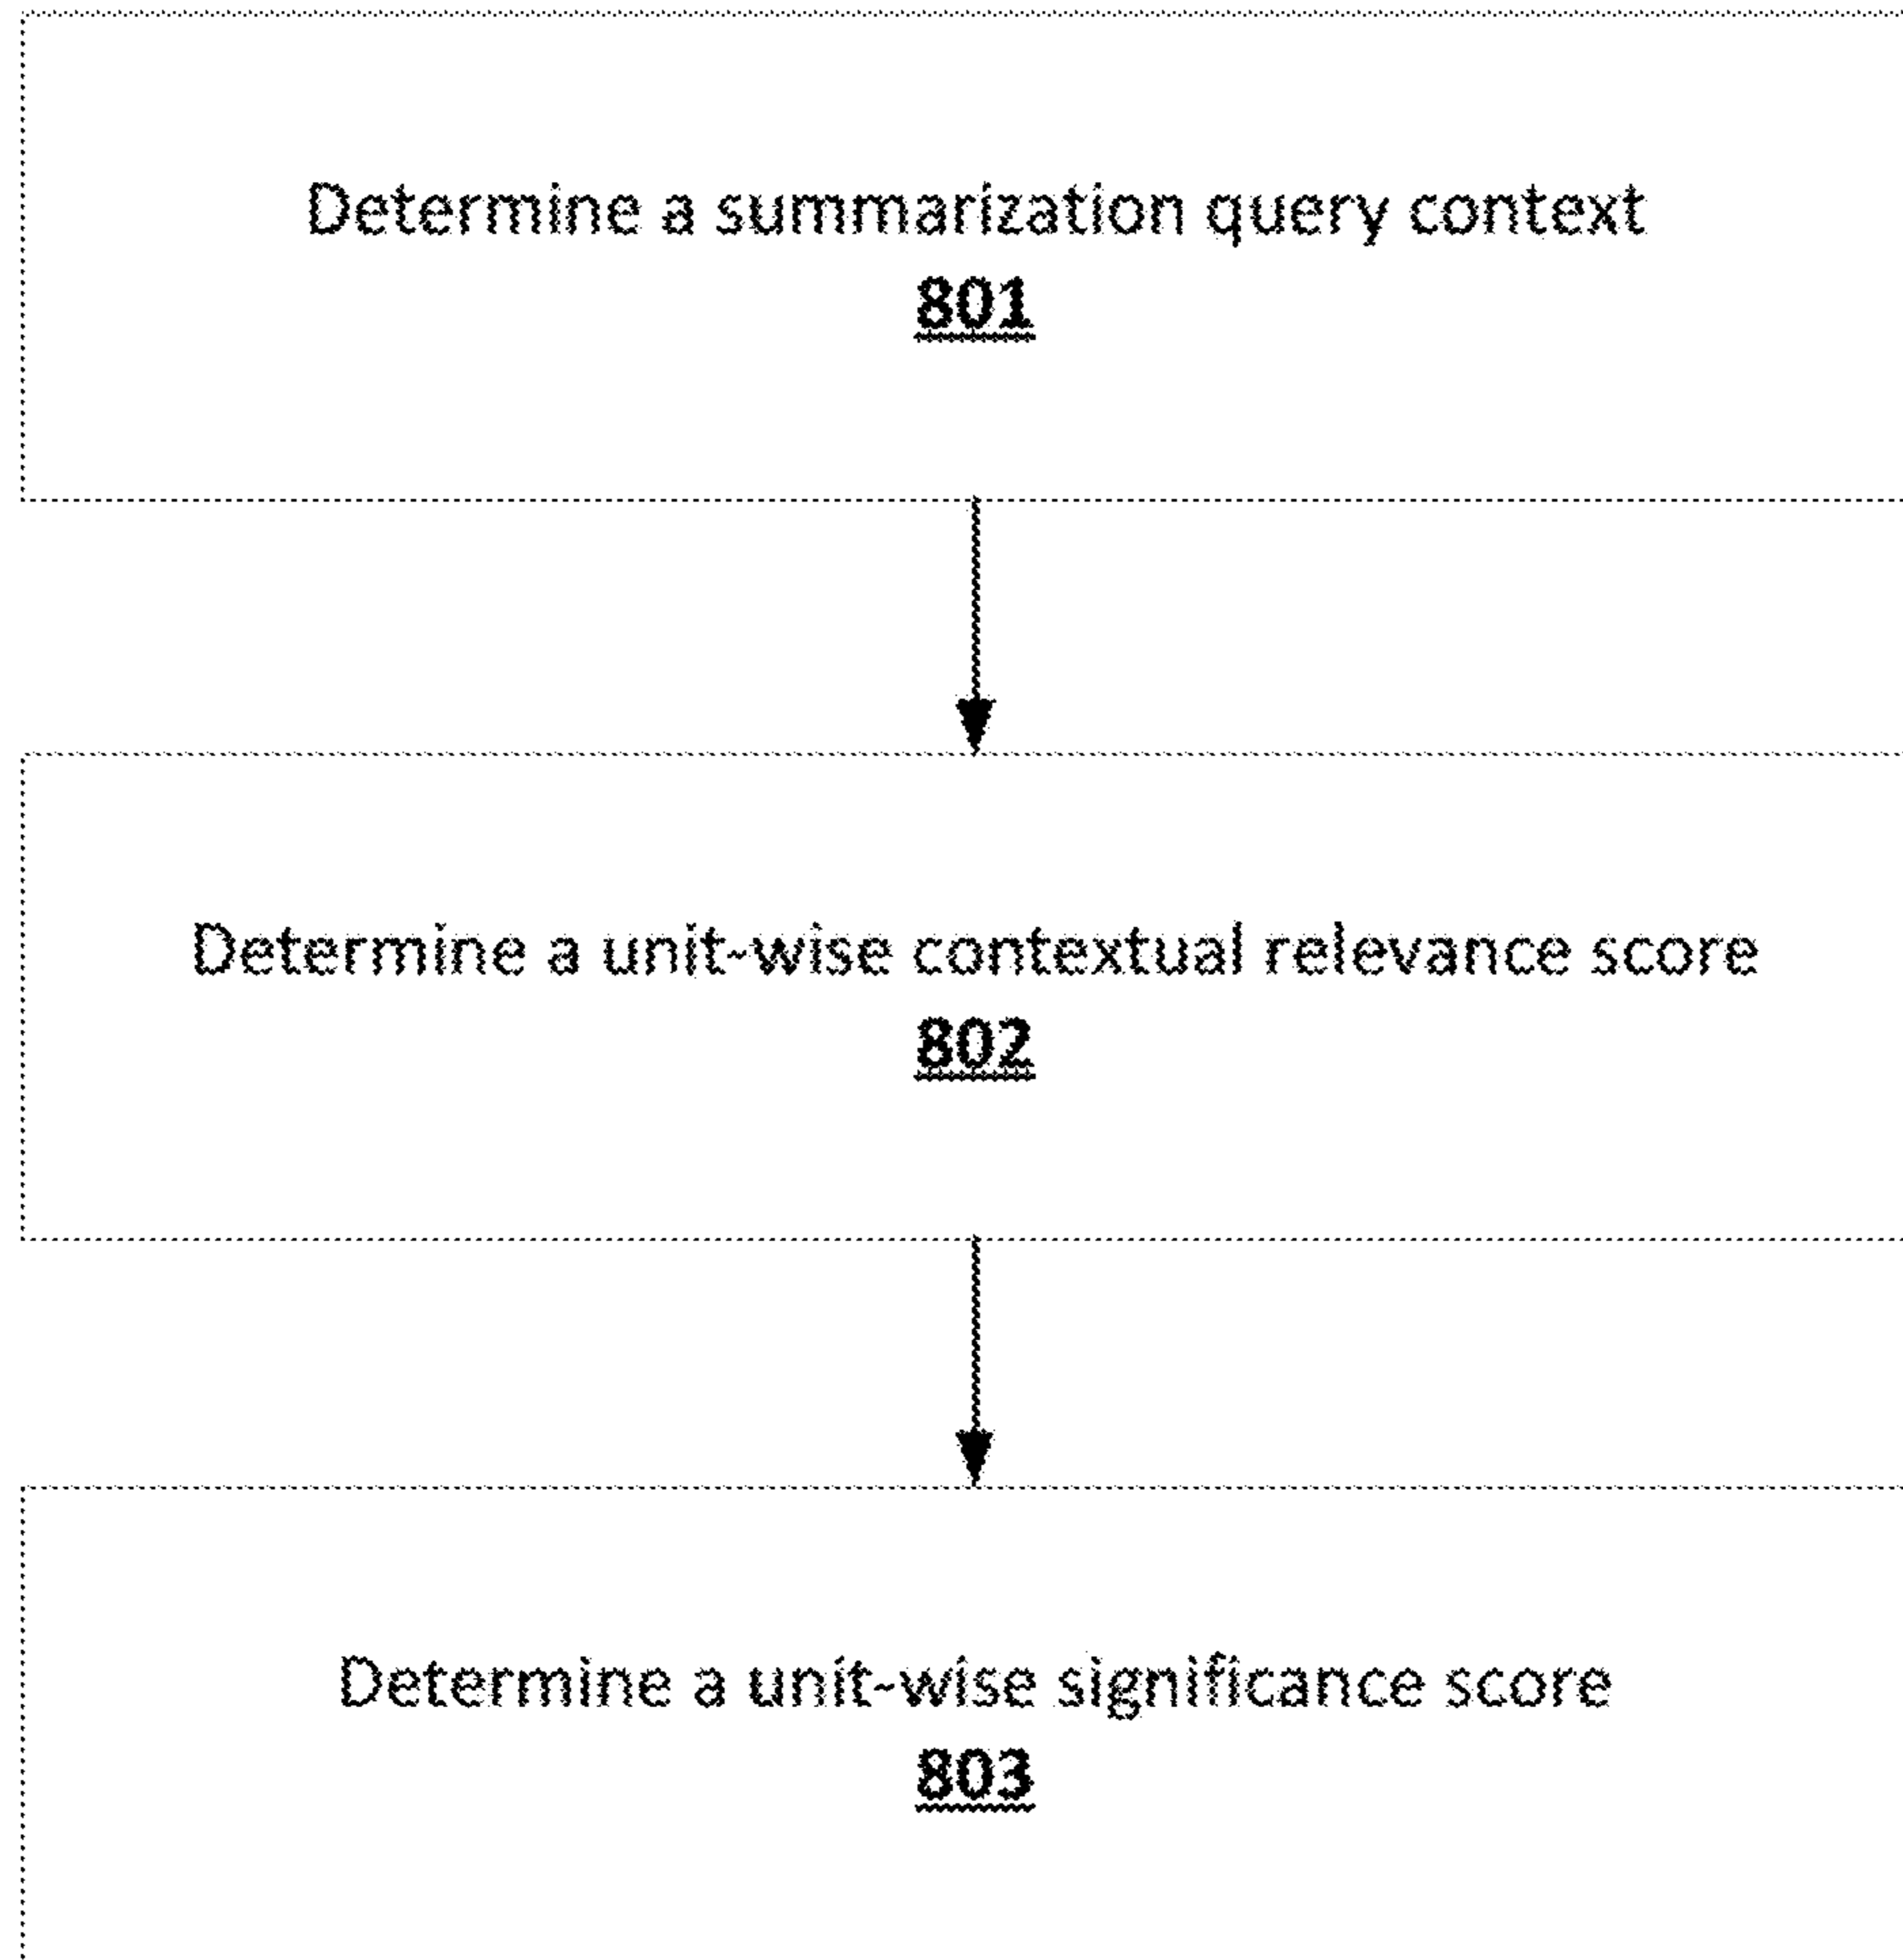 Determine a summarization query context
801
Determine a unit-wise contextual relevance score
802
Determine a unit-wise significance score
803